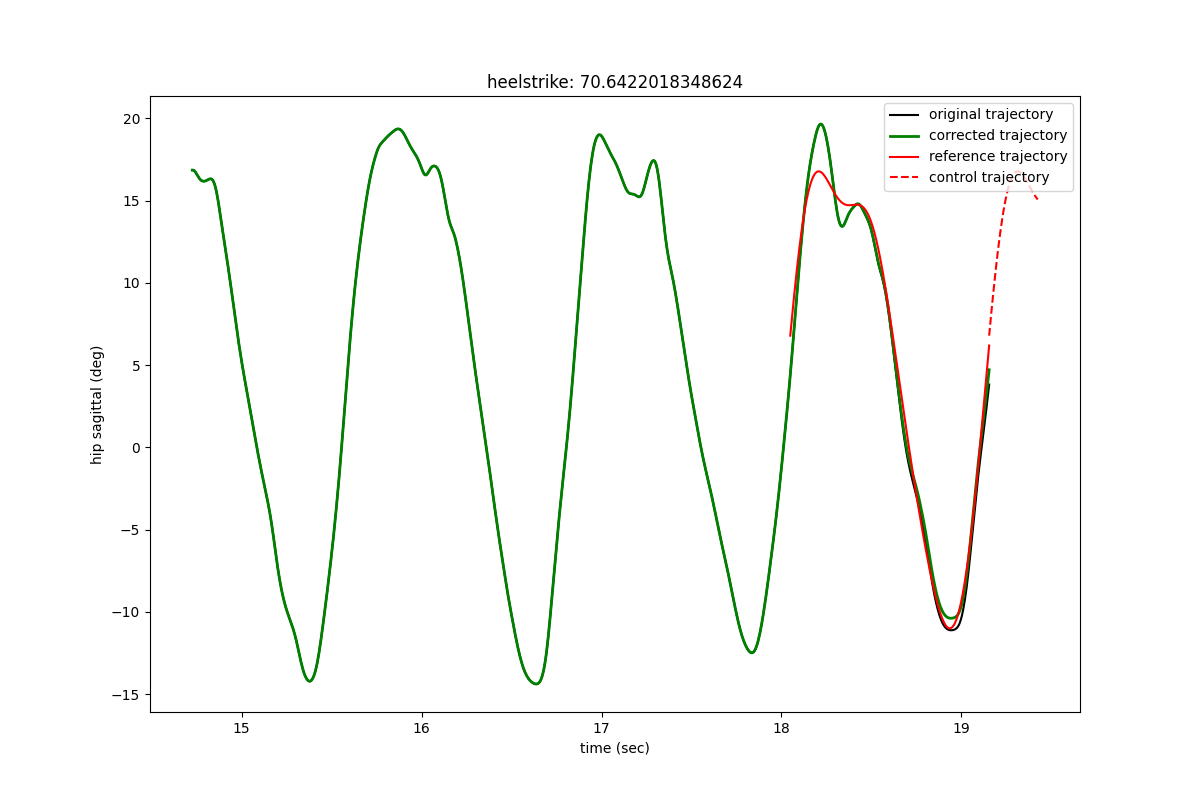 heelstrike: 70.6422018348624
original trajectory
corrected trajectory
reference trajectory
control trajectory
20
15
10
5
0
−5
−10
−15
hip sagittal (deg)
15 16 17 18 19
time (sec)